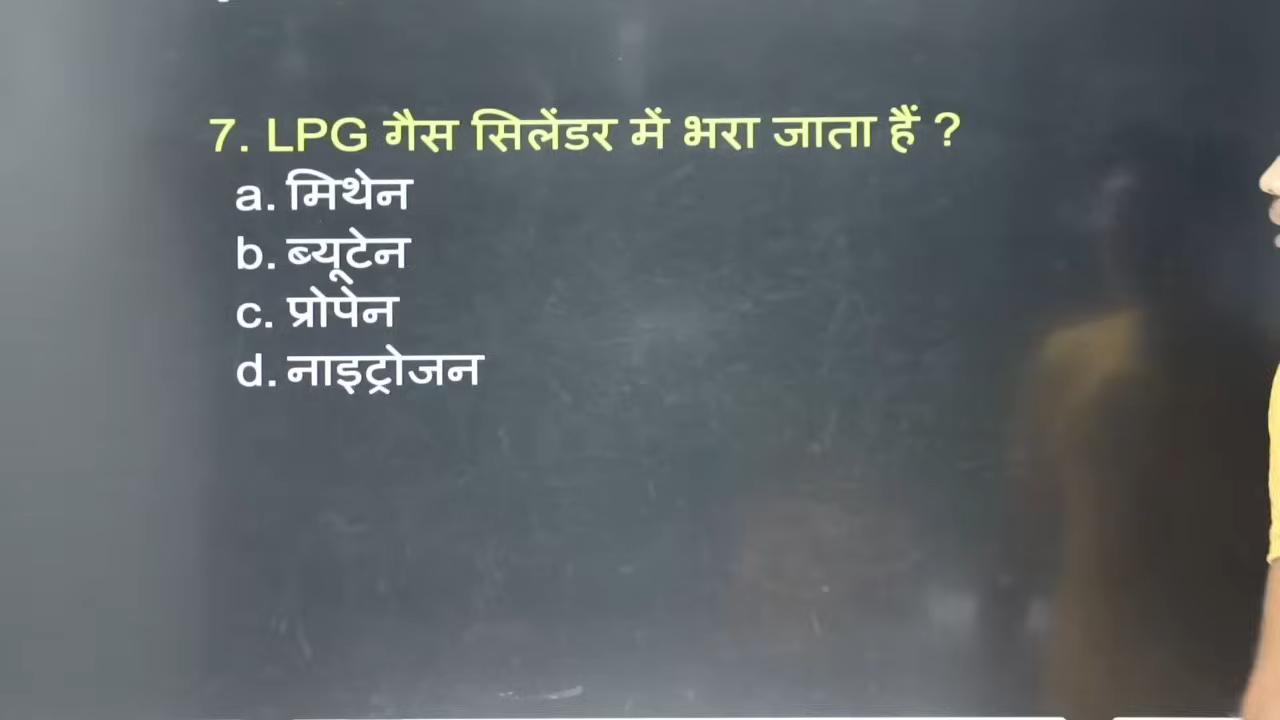 7. LPG गैस सिलेंडर में भरा जाता हैं ?
a. मिथेन
b. ब्यूटेन
c. प्रोपेन
d. नाइट्रोजन